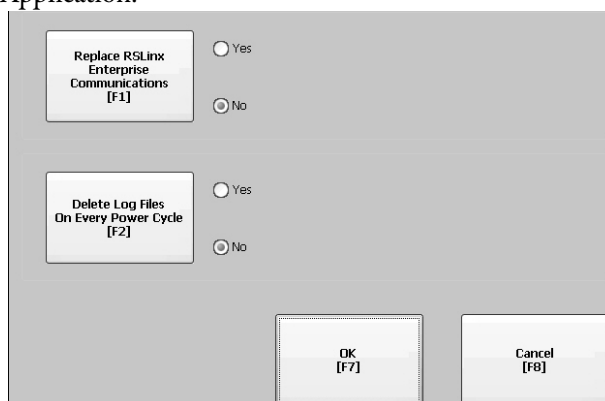 Application.
Replace RSLinx
Enterprise
Communications
[F1]
Yes
No
Delete Log Files
On Every Power Cycle
[F2]
Yes
No
OK
[F7]
Cancel
[F8]